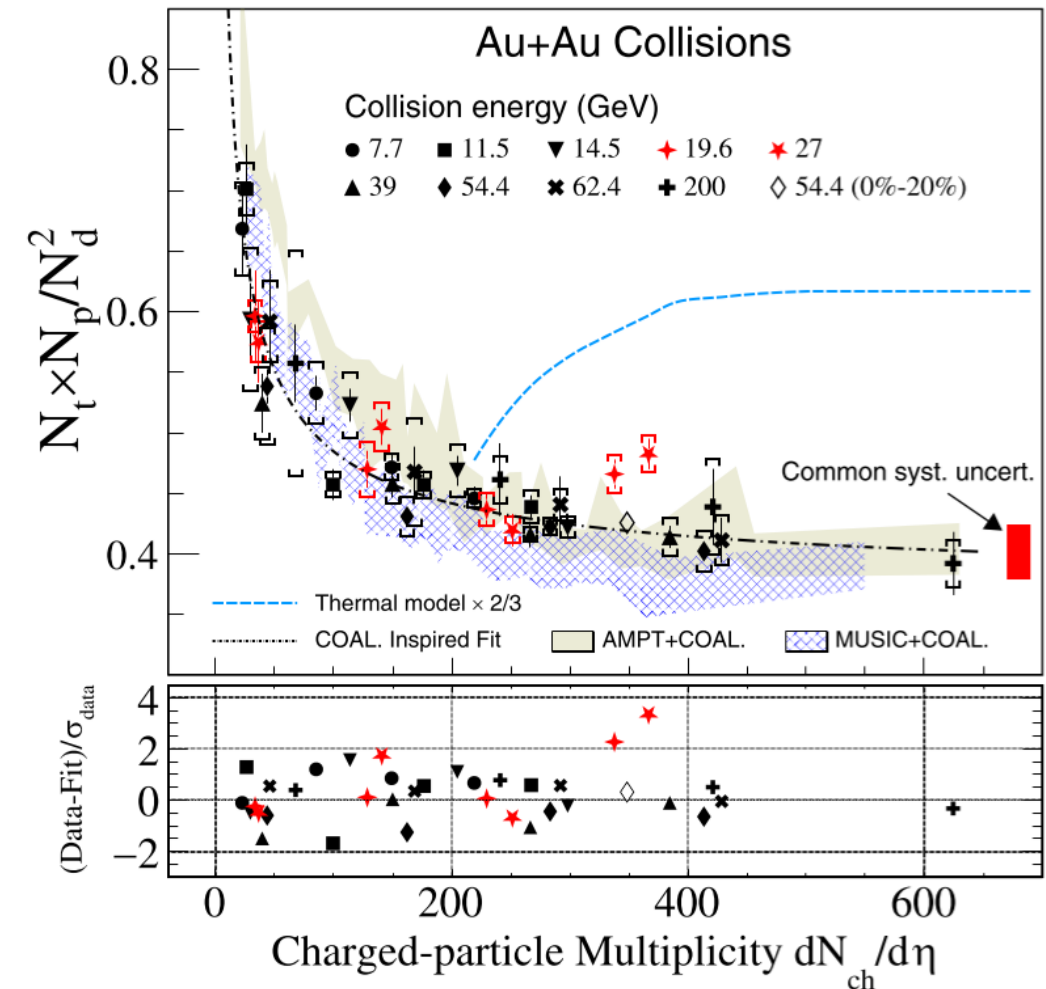 Au+Au Collisions
Collision energy (GeV)
7.7 11.5 14.5 19.6 27
39 54.4 62.4 200 54.4 (0%-20%)
N_t×N_p/N_d^2
0.8
0.6
0.4
Common syst. uncert.
Thermal model × 2/3
COAL. Inspired Fit AMPT+COAL. MUSIC+COAL.
(Data-Fit)/σ_data
4
2
0
−2
0 200 400 600
Charged-particle Multiplicity dN_ch/dη